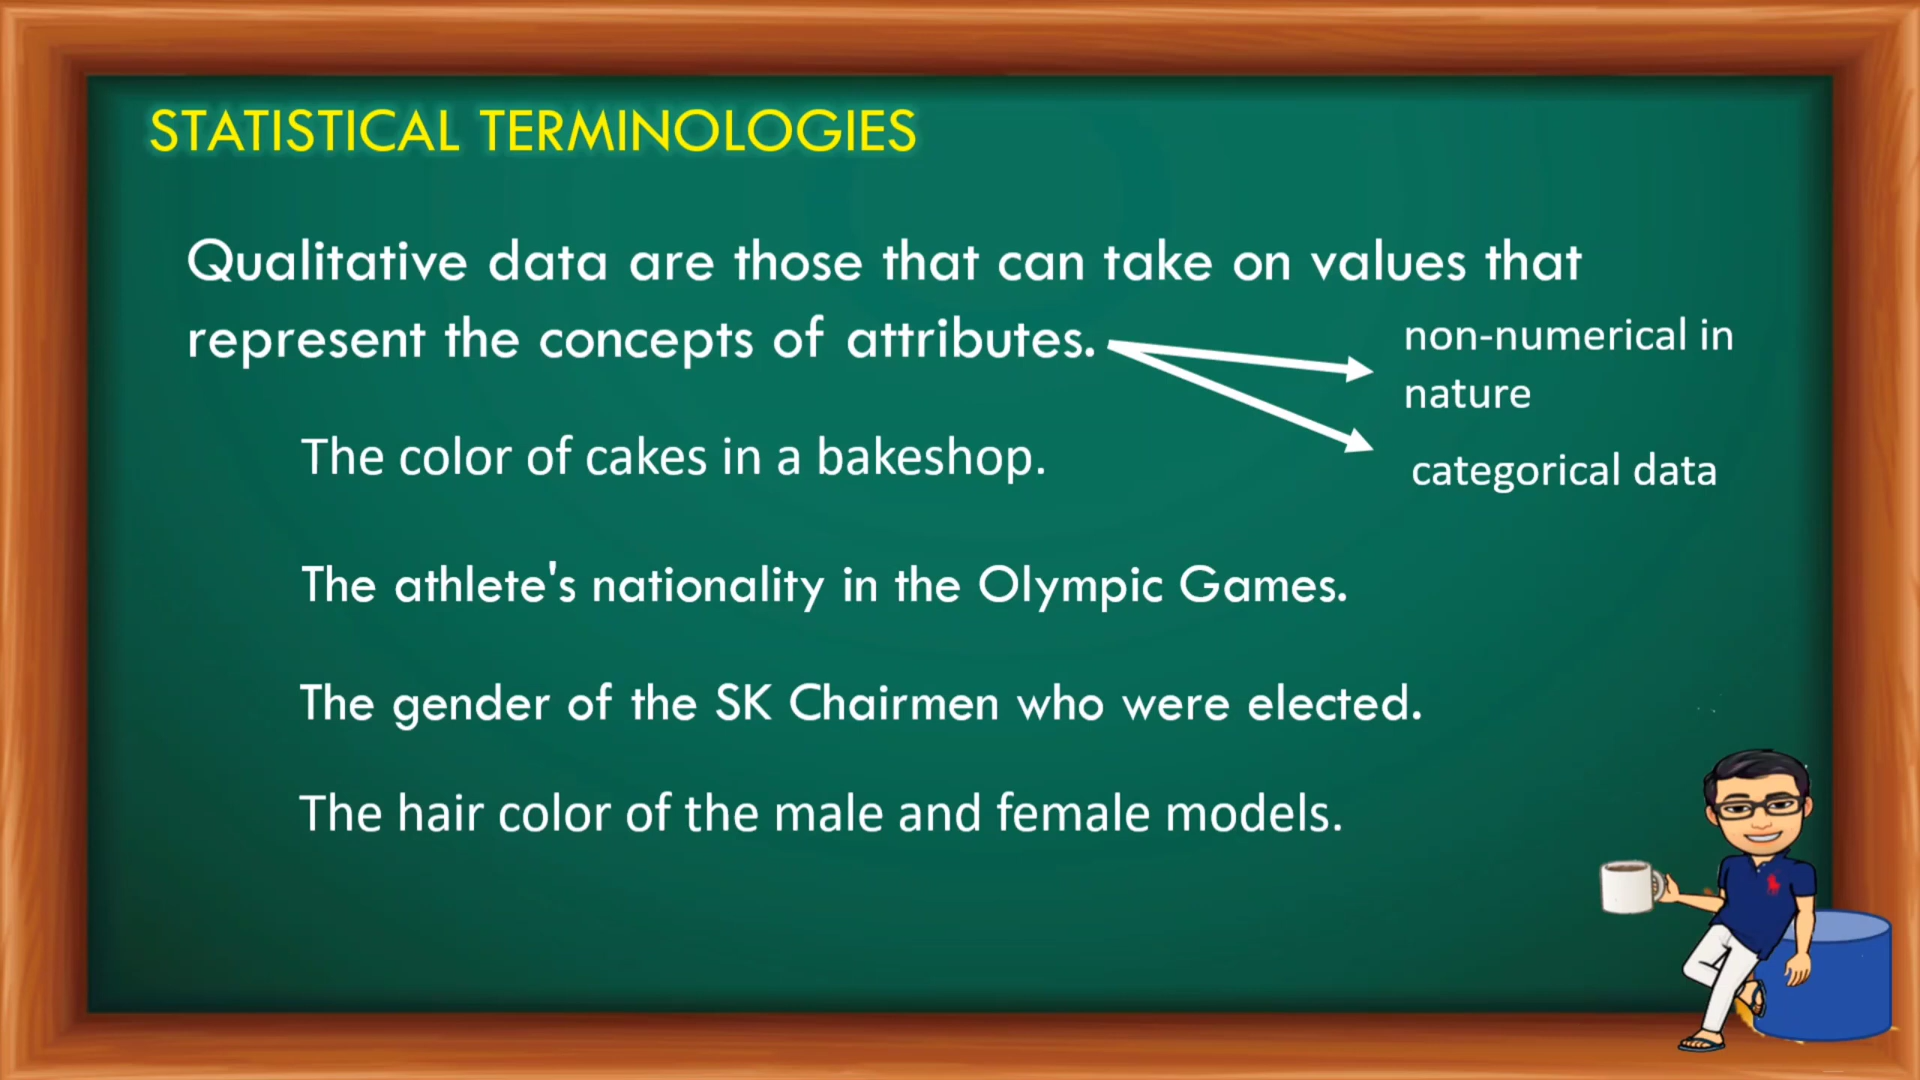 STATISTICAL TERMINOLOGIES
Qualitative data are those that can take on values that
represent the concepts of attributes.
non-numerical in
nature
categorical data
The color of cakes in a bakeshop.
The athlete's nationality in the Olympic Games.
The gender of the SK Chairmen who were elected.
The hair color of the male and female models.